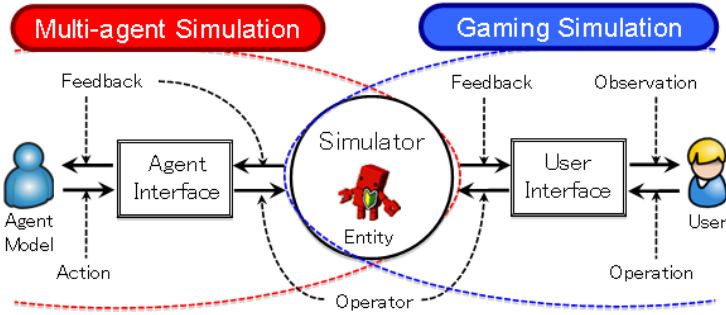 Multi-agent Simulation
Gaming Simulation
Feedback
Feedback
Observation
Simulator
Agent
Interface
User
Interface
Agent
Model
Entity
User
Action
Operator
Operation